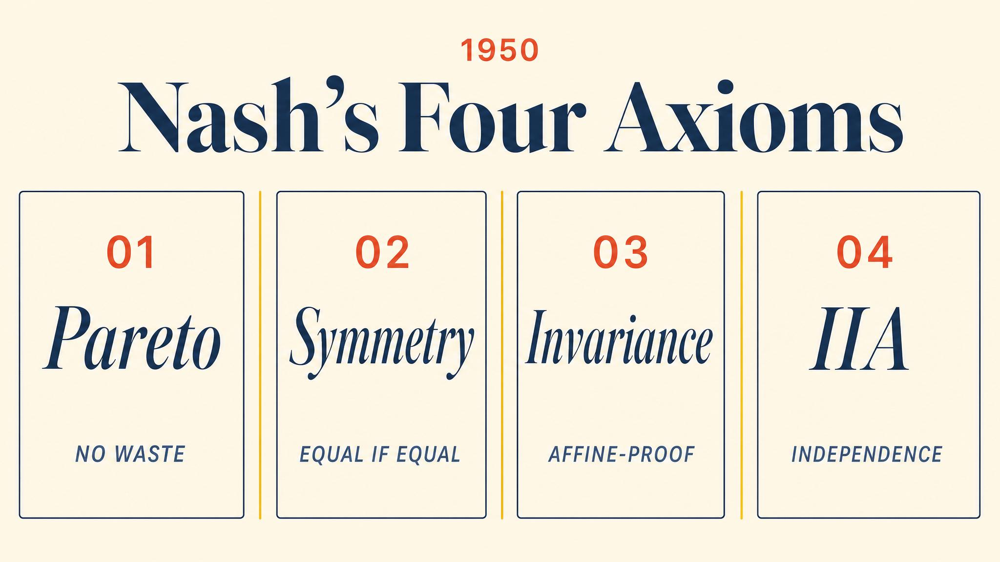 1950
Nash’s Four Axioms
01
Pareto
NO WASTE
02
Symmetry
EQUAL IF EQUAL
03
Invariance
AFFINE-PROOF
04
IIA
INDEPENDENCE